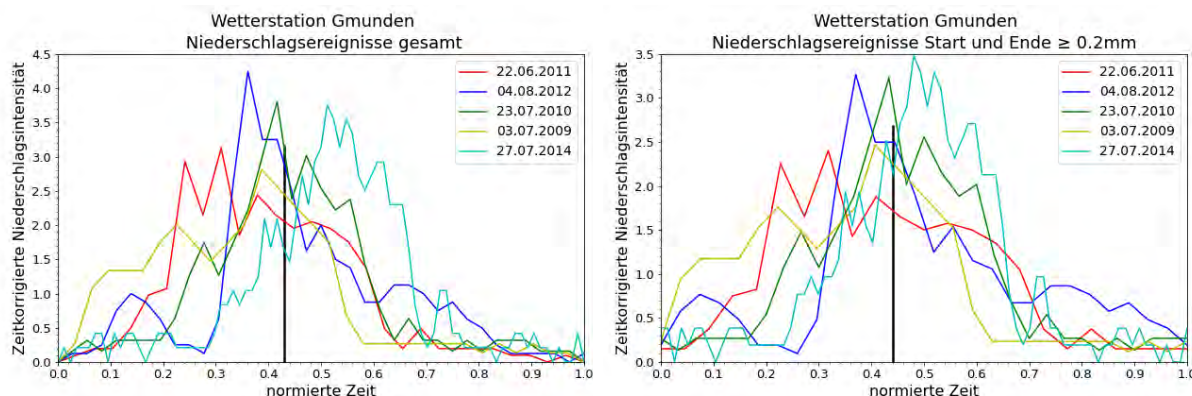 Wetterstation Gmunden
Niederschlagsereignisse gesamt
Zeitkorrigierte Niederschlagsintensität
4.5
4.0
3.5
3.0
2.5
2.0
1.5
1.0
0.5
0.0
22.06.2011
04.08.2012
23.07.2010
03.07.2009
27.07.2014
0.0 0.1 0.2 0.3 0.4 0.5 0.6 0.7 0.8 0.9 1.0
normierte Zeit
Wetterstation Gmunden
Niederschlagsereignisse Start und Ende ≥ 0.2mm
Zeitkorrigierte Niederschlagsintensität
3.5
3.0
2.5
2.0
1.5
1.0
0.5
0.0
22.06.2011
04.08.2012
23.07.2010
03.07.2009
27.07.2014
0.0 0.1 0.2 0.3 0.4 0.5 0.6 0.7 0.8 0.9 1.0
normierte Zeit